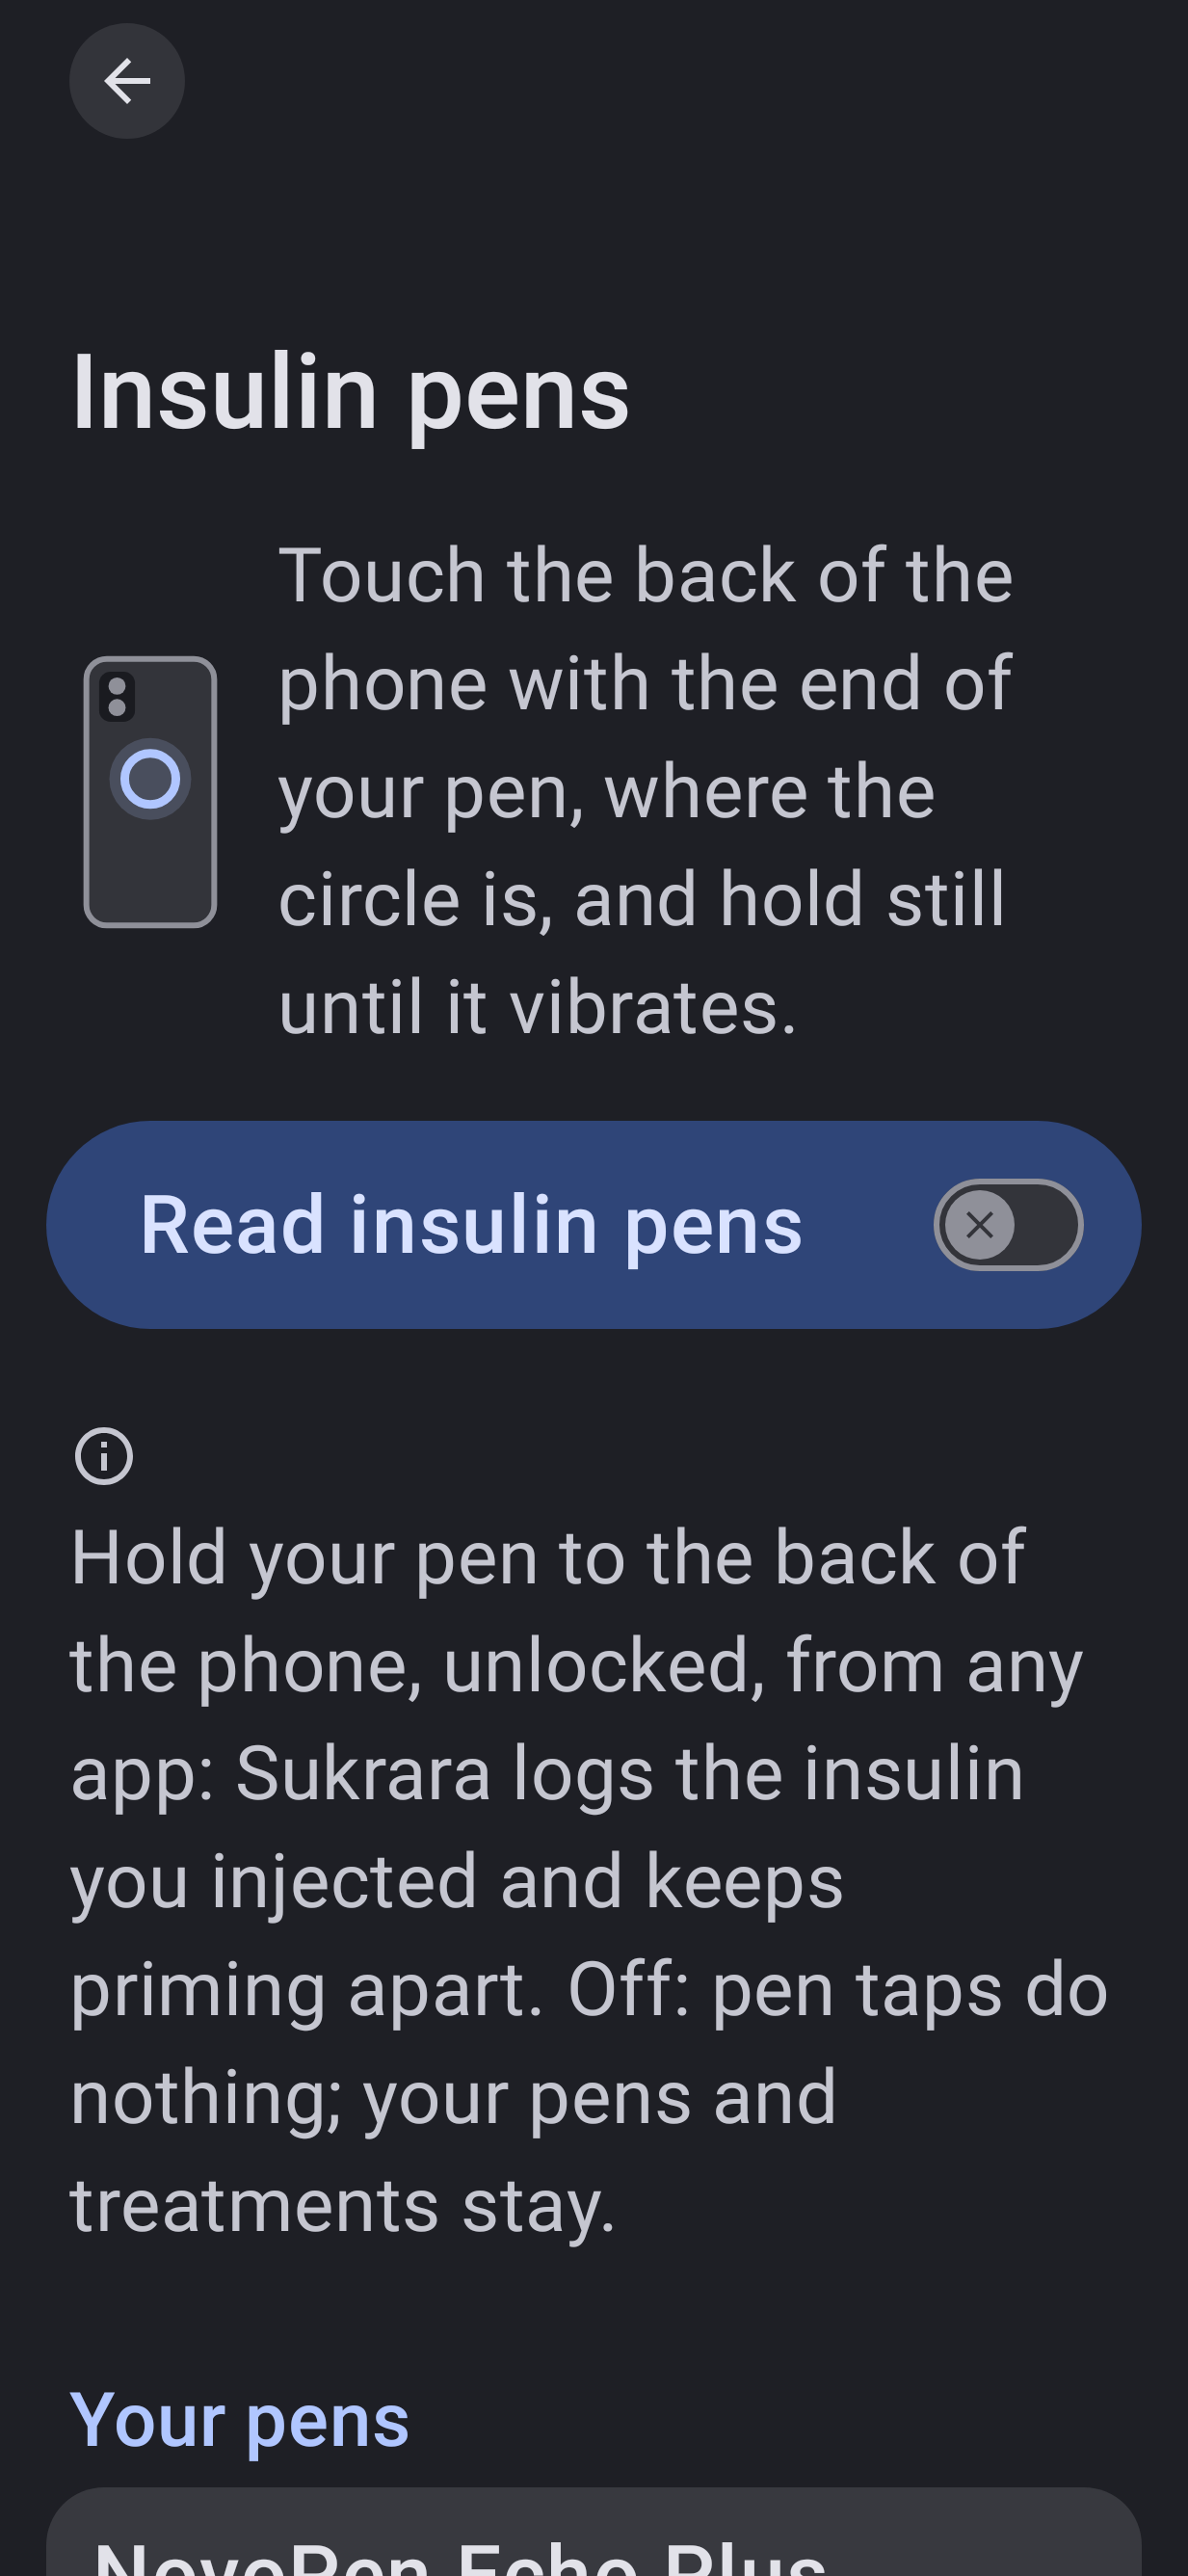 Insulin pens
Touch the back of the
phone with the end of
your pen, where the
circle is, and hold still
until it vibrates.
Read insulin pens
Hold your pen to the back of
the phone, unlocked, from any
app: Sukrara logs the insulin
you injected and keeps
priming apart. Off: pen taps do
nothing; your pens and
treatments stay.
Your pens
NovoPen Echo Plus